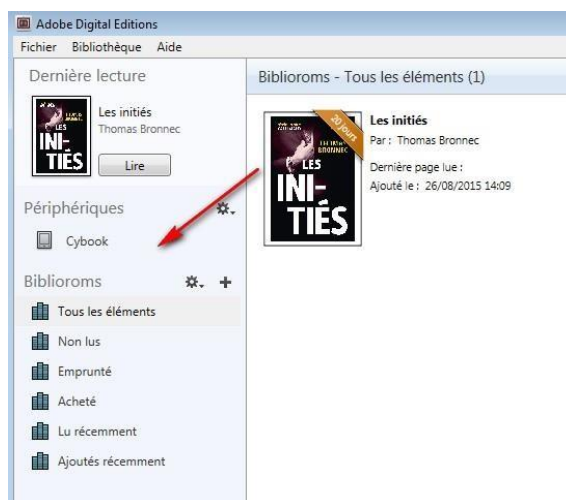 Adobe Digital Editions
Fichier Bibliothèque Aide
Dernière lecture
LES
INI-
TIÉS
Les initiés
Thomas Bronnec
Lire
Périphériques
Cybook
Biblioroms
Tous les éléments
Non lus
Emprunté
Acheté
Lu récemment
Ajoutés récemment
Biblioroms - Tous les éléments (1)
20 jours
LES
INI-
TIÉS
Les initiés
Par : Thomas Bronnec
Dernière page lue :
Ajouté le : 26/08/2015 14:09